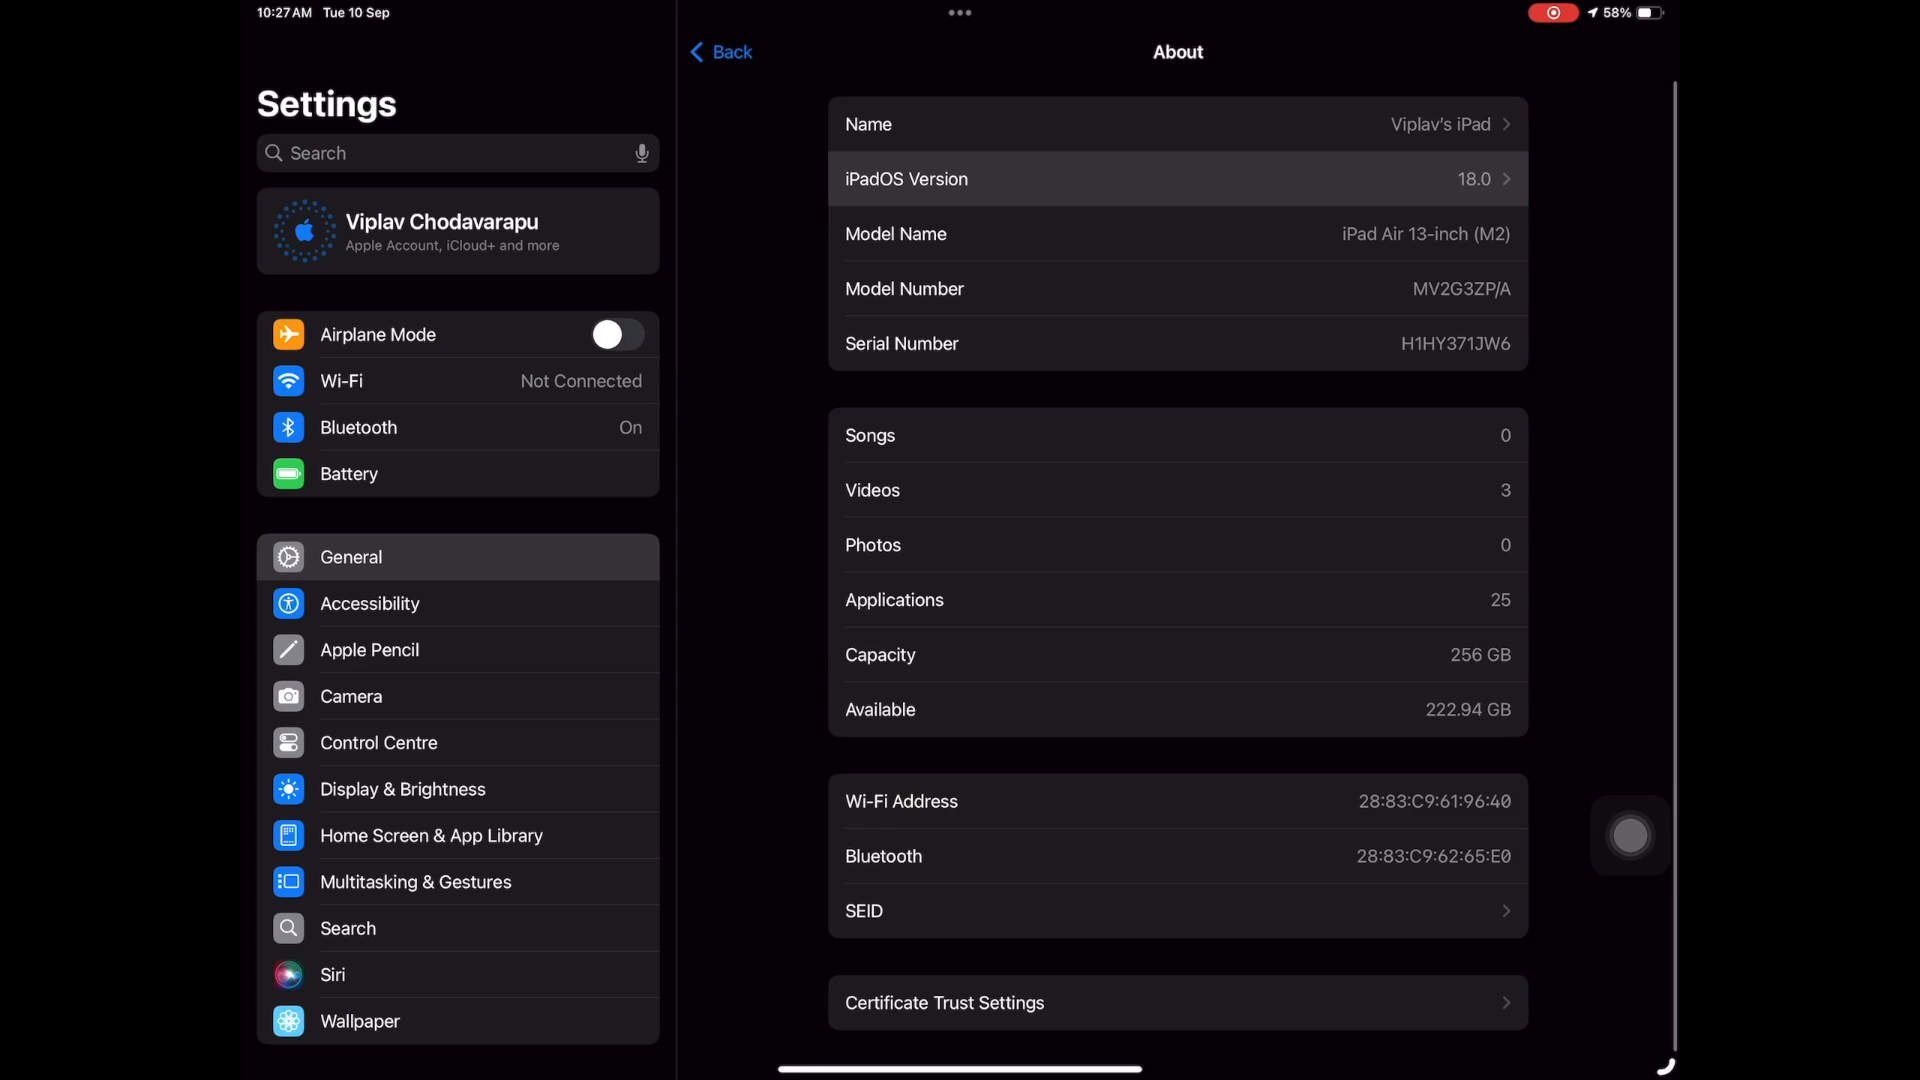 10:27 AM Tue 10 Sep
58%
Settings
Search
Viplav Chodavarapu
Apple Account, iCloud+ and more
Airplane Mode
Wi-Fi Not Connected
Bluetooth On
Battery
General
Accessibility
Apple Pencil
Camera
Control Centre
Display & Brightness
Home Screen & App Library
Multitasking & Gestures
Search
Siri
Wallpaper
Back
About
Name Viplav’s iPad
iPadOS Version 18.0
Model Name iPad Air 13-inch (M2)
Model Number MV2G3ZP/A
Serial Number H1HY371JW6
Songs 0
Videos 3
Photos 0
Applications 25
Capacity 256 GB
Available 222.94 GB
Wi-Fi Address 28:83:C9:61:96:40
Bluetooth 28:83:C9:62:65:E0
SEID
Certificate Trust Settings